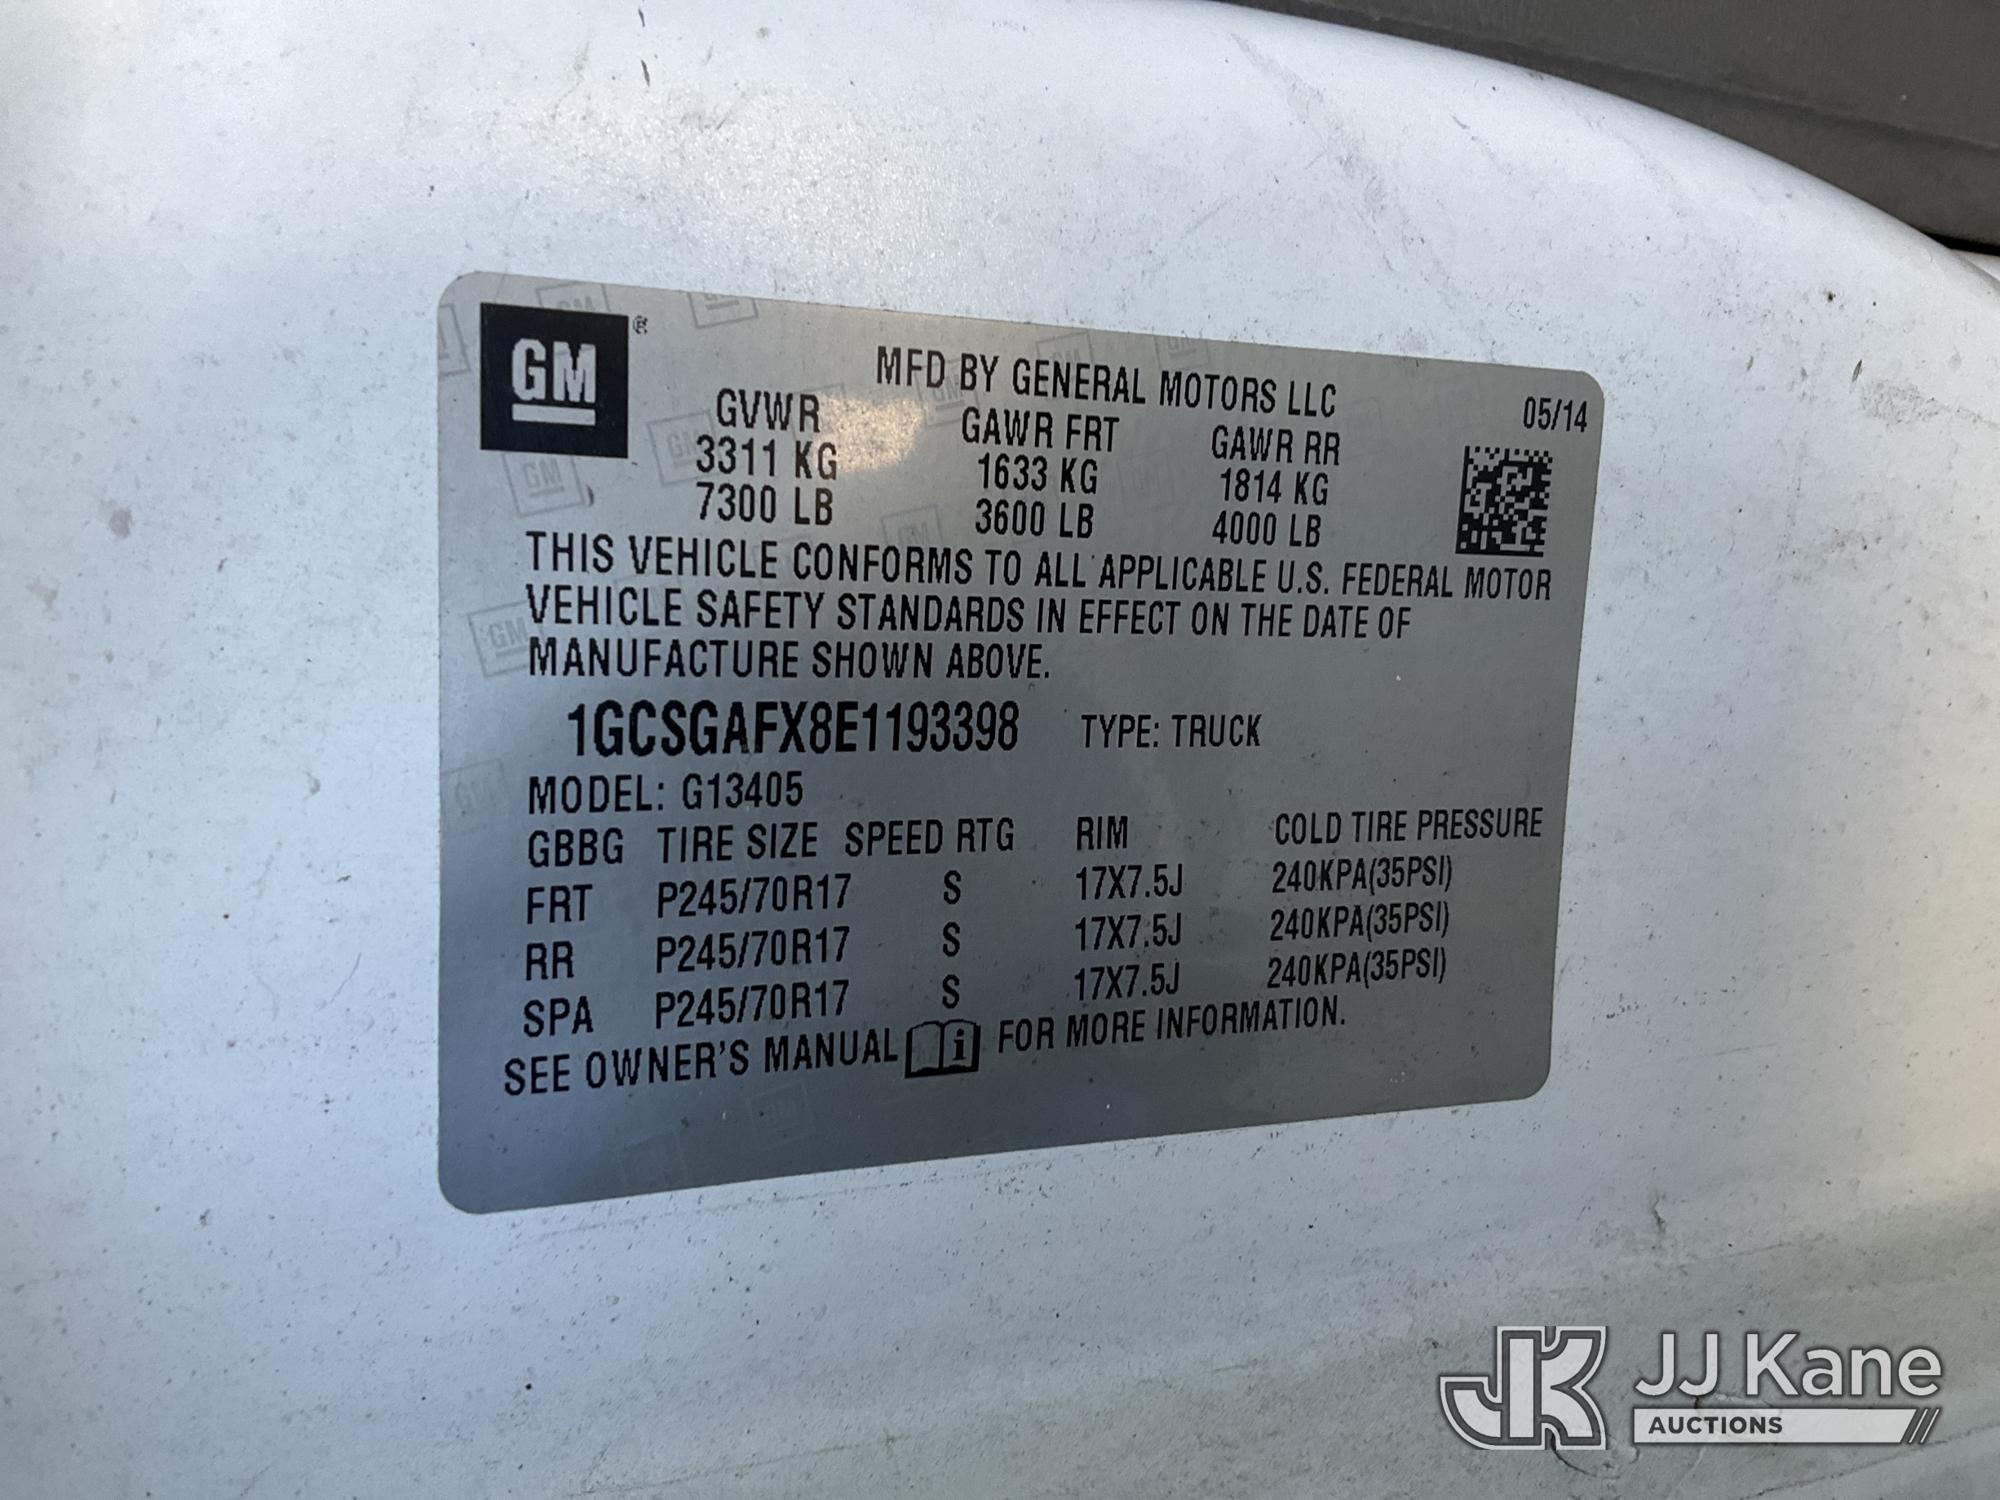 GM
®
MFD BY GENERAL MOTORS LLC
05/14
GVWR GAWR FRT GAWR RR
3311 KG 1633 KG 1814 KG
7300 LB 3600 LB 4000 LB
THIS VEHICLE CONFORMS TO ALL APPLICABLE U.S. FEDERAL MOTOR
VEHICLE SAFETY STANDARDS IN EFFECT ON THE DATE OF
MANUFACTURE SHOWN ABOVE.
1GCSGAFX8E1193398 TYPE: TRUCK
MODEL: G13405
GBBG TIRE SIZE SPEED RTG RIM COLD TIRE PRESSURE
FRT P245/70R17 S 17X7.5J 240KPA(35PSI)
RR P245/70R17 S 17X7.5J 240KPA(35PSI)
SPA P245/70R17 S 17X7.5J 240KPA(35PSI)
SEE OWNER'S MANUAL i FOR MORE INFORMATION.
JK JJ Kane
AUCTIONS